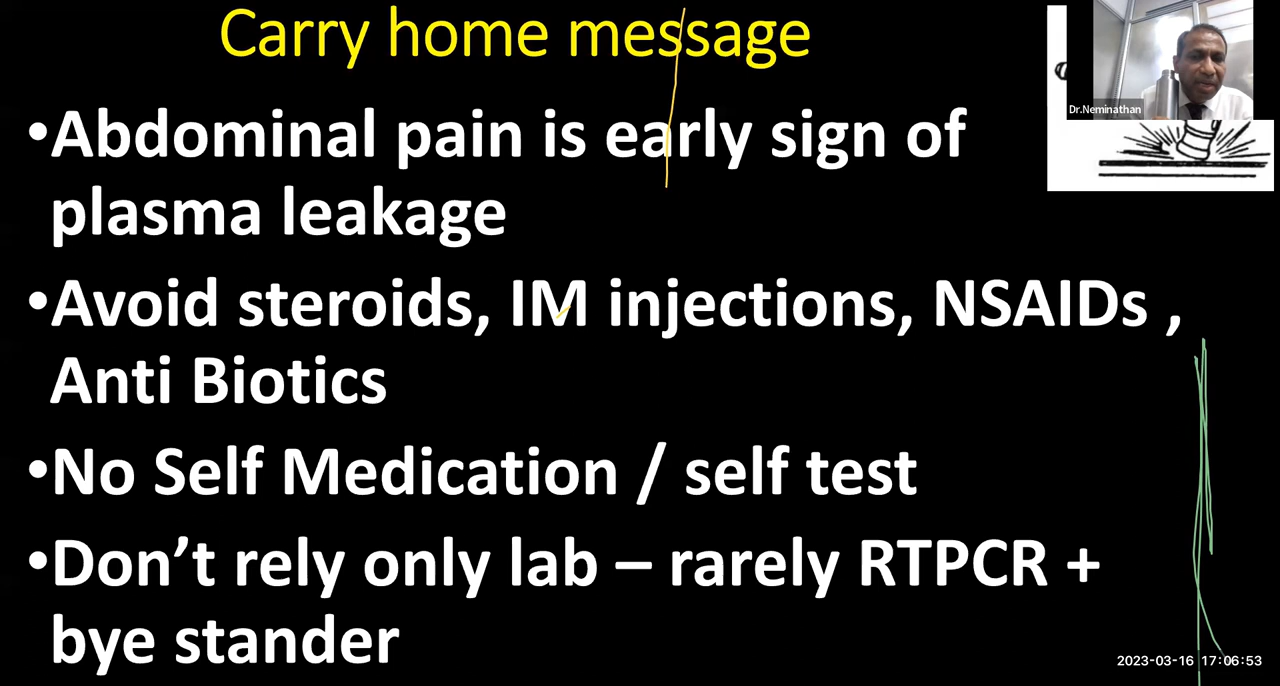 Carry home message
Dr.Neminathan
•Abdominal pain is early sign of
plasma leakage
•Avoid steroids, IM injections, NSAIDs ,
Anti Biotics
•No Self Medication / self test
•Don’t rely only lab – rarely RTPCR +
bye stander
2023-03-16 17:06:53